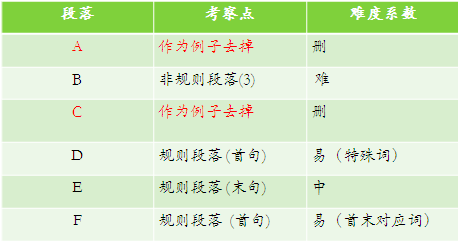 段落 考察点 难度系数
A 作为例子去掉 删
B 非规则段落(3) 难
C 作为例子去掉 删
D 规则段落(首句) 易（特殊词）
E 规则段落(末句) 中
F 规则段落 (首句) 易（首末对应词）